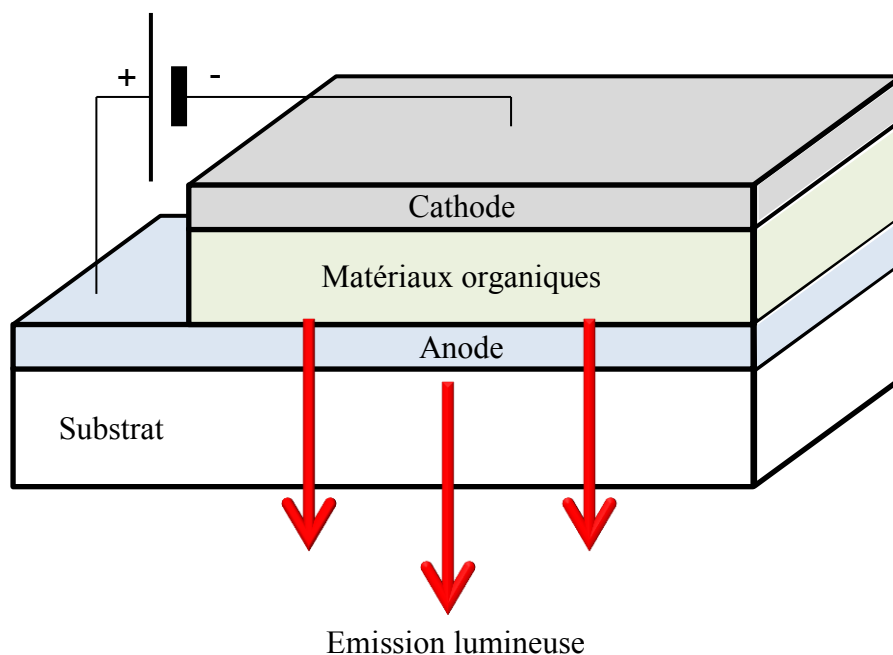 + -
Cathode
Matériaux organiques
Anode
Substrat
Emission lumineuse